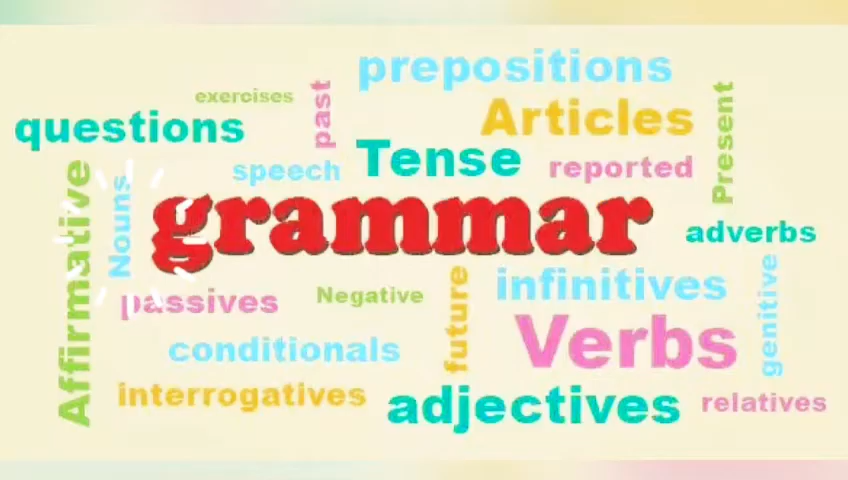 prepositions
exercises
past
Present
Articles
questions
Tense
speech
reported
Affirmative
Nouns
grammar
adverbs
passives
Negative
future
infinitives
genitive
Verbs
conditionals
interrogatives
adjectives
relatives